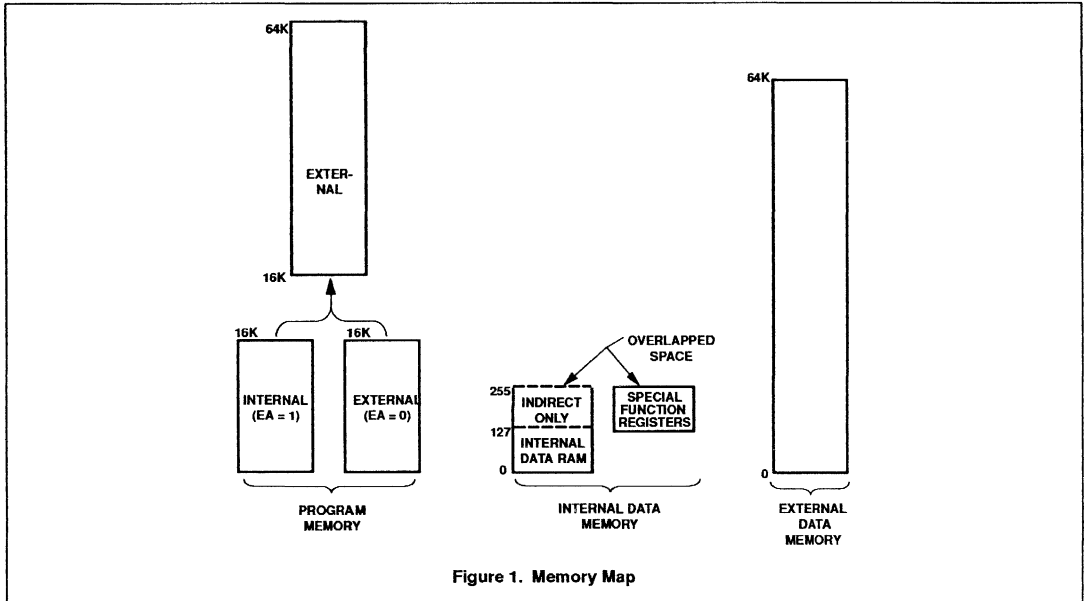 64K
EXTER-
NAL
16K
16K
INTERNAL
(EA = 1)
16K
EXTERNAL
(EA = 0)
PROGRAM
MEMORY
OVERLAPPED
SPACE
255
INDIRECT
ONLY
127
INTERNAL
DATA RAM
0
SPECIAL
FUNCTION
REGISTERS
INTERNAL DATA
MEMORY
64K
0
EXTERNAL
DATA
MEMORY
Figure 1. Memory Map